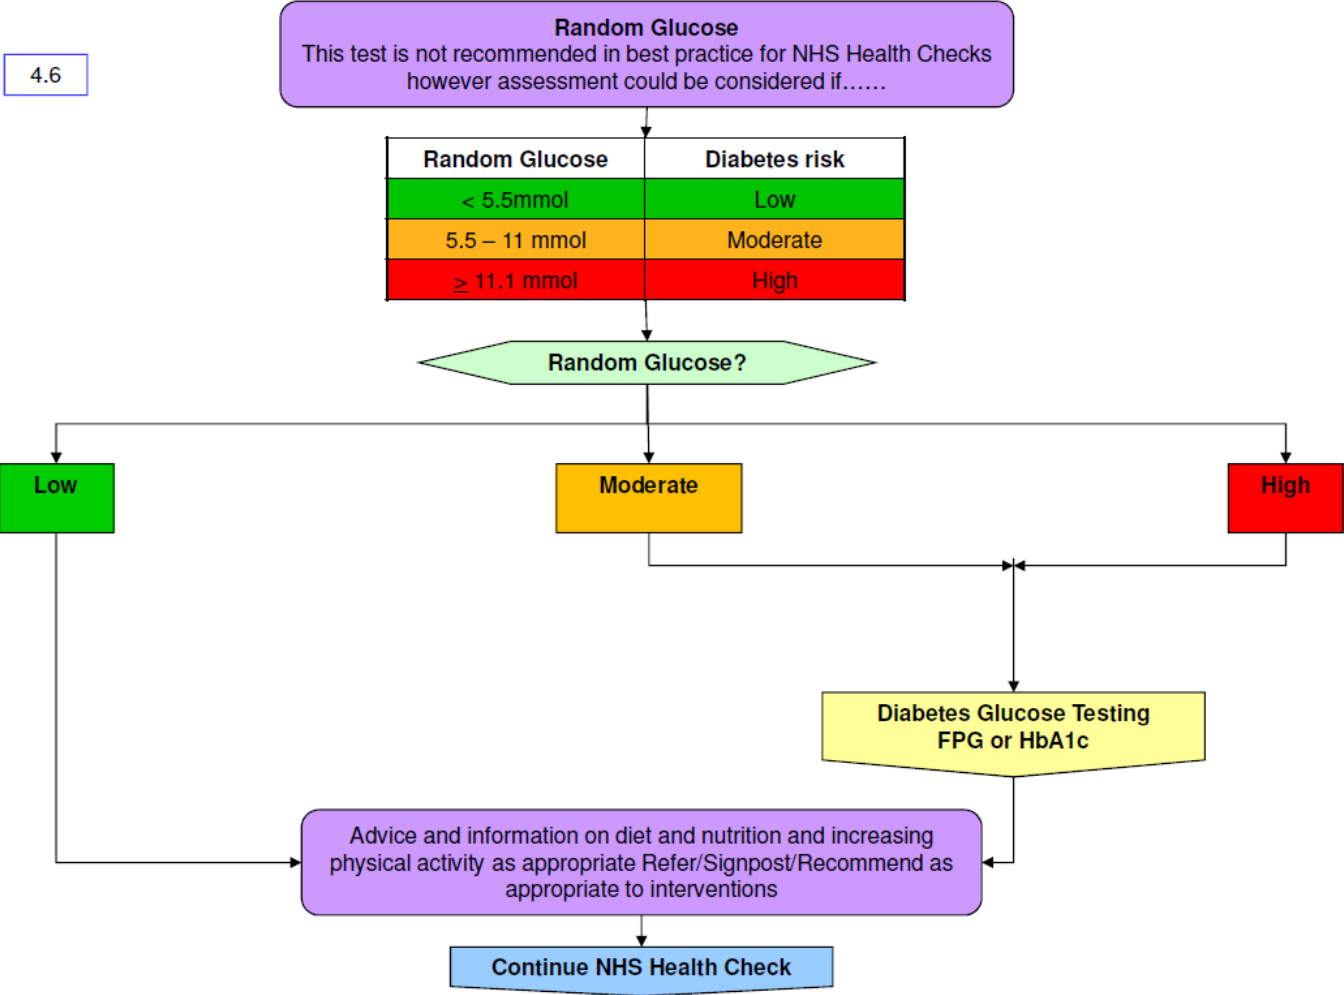 Random Glucose
This test is not recommended in best practice for NHS Health Checks
however assessment could be considered if……
4.6
Random Glucose Diabetes risk
< 5.5mmol Low
5.5 – 11 mmol Moderate
≥ 11.1 mmol High
Random Glucose?
Low Moderate High
Diabetes Glucose Testing
FPG or HbA1c
Advice and information on diet and nutrition and increasing
physical activity as appropriate Refer/Signpost/Recommend as
appropriate to interventions
Continue NHS Health Check